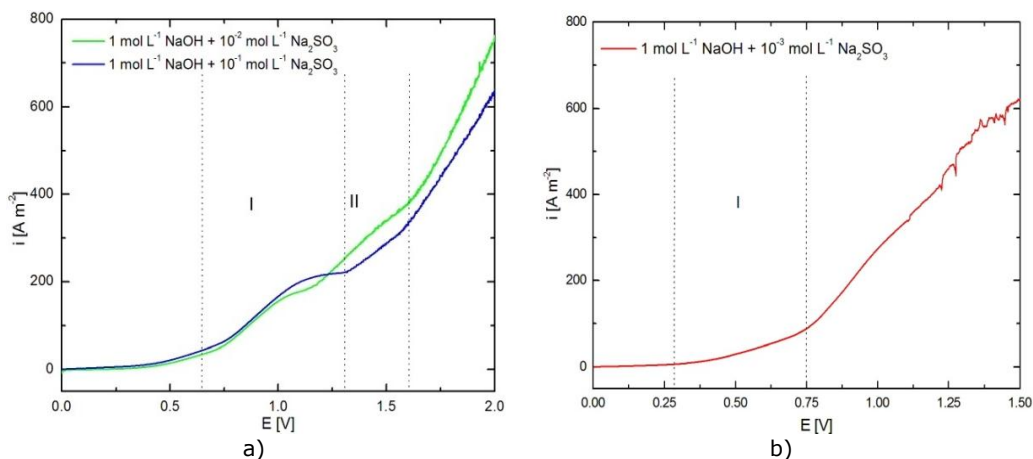 800
600
400
200
0
i [A m⁻²]
1 mol L⁻¹ NaOH + 10⁻² mol L⁻¹ Na₂SO₃
1 mol L⁻¹ NaOH + 10⁻¹ mol L⁻¹ Na₂SO₃
I
II
0.0 0.5 1.0 1.5 2.0
E [V]
a)
800
600
400
200
0
i [A m⁻²]
1 mol L⁻¹ NaOH + 10⁻³ mol L⁻¹ Na₂SO₃
I
0.00 0.25 0.50 0.75 1.00 1.25 1.50
E [V]
b)